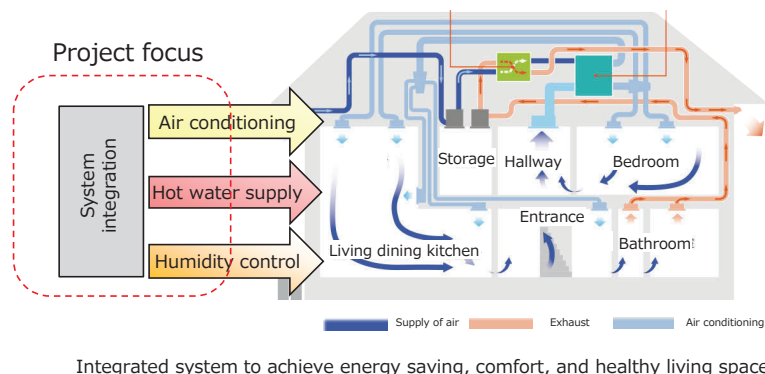 Project focus
System
integration
Air conditioning
Hot water supply
Humidity control
Storage
Hallway
Bedroom
Entrance
Living dining kitchen
Bathroom
Supply of air
Exhaust
Air conditioning
Integrated system to achieve energy saving, comfort, and healthy living space